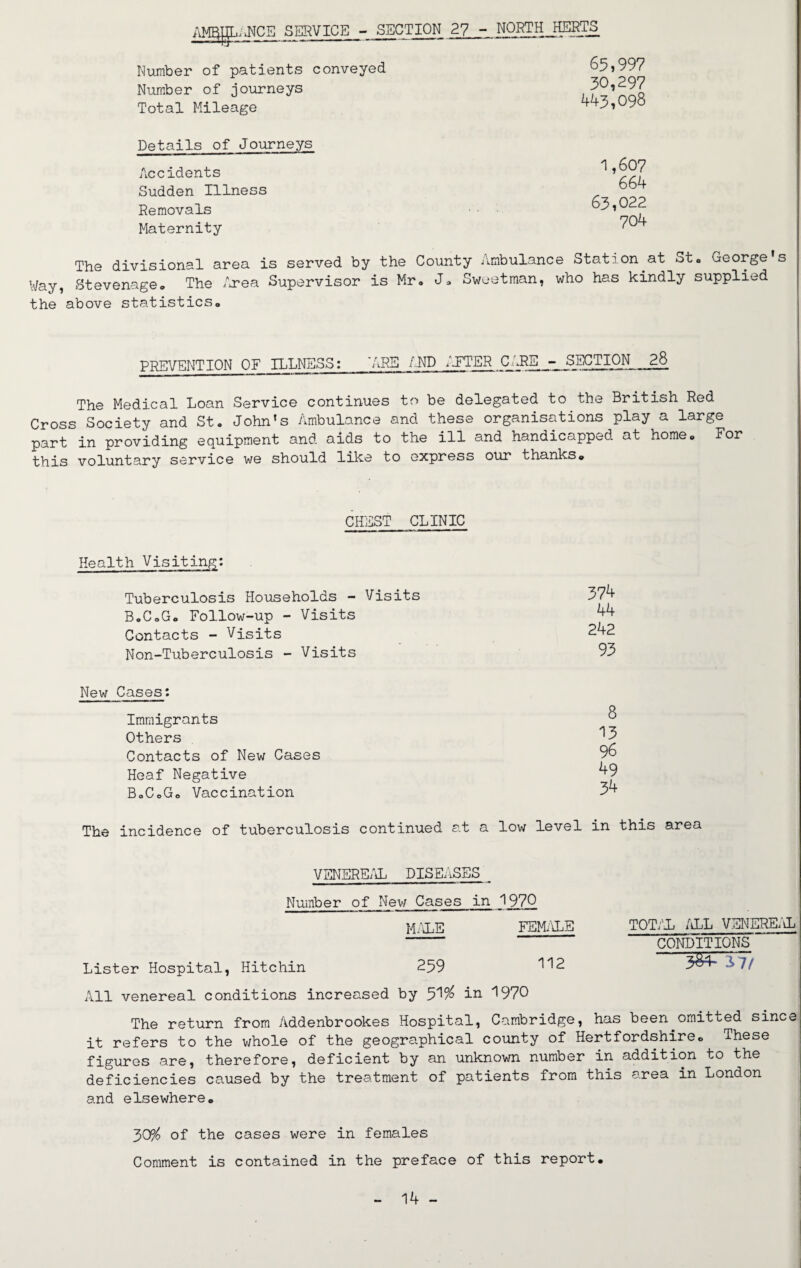 AMBULANCE SERVICE - SECTION 27 - NORTH HERTS
Number of patients conveyed 65,997
Number of journeys 30,297
Total Mileage 443,098
Details of Journeys
Accidents 1,607
Sudden Illness 664
Removals 63,022
Maternity 704
The divisional area is served by the County Ambulance Station at St. George's
Way, Stevenage. The Area Supervisor is Mr. J. Sweetman, who has kindly supplied
the above statistics.
PREVENTION OF ILLNESS: 'ARE AND AFTER CARE - SECTION 28
The Medical Loan Service continues to be delegated to the British Red
Cross Society and St. John's Ambulance and these organisations play a large
part in providing equipment and aids to the ill and handicapped at home. For
this voluntary service we should like to express our thanks.
CHEST CLINIC
Health Visiting:
Tuberculosis Households - Visits 374
B.C.G. Follow-up - Visits 44
Contacts - Visits 242
Non-Tuberculosis - Visits 93
New Cases:
Immigrants 8
Others 13
Contacts of New Cases 96
Heaf Negative 49
B.C.G. Vaccination 34
The incidence of tuberculosis continued at a low level in this area
VENEREAL DISEASES
Number of New Cases in 1970
MALE FEMALE TOTAL ALL VENEREAL
CONDITIONS
Lister Hospital, Hitchin 259 112 381 371
All venereal conditions increased by 51% in 1970
The return from Addenbrookes Hospital, Cambridge, has been omitted since
it refers to the whole of the geographical county of Hertfordshire. These
figures are, therefore, deficient by an unknown number in addition to the
deficiencies caused by the treatment of patients from this area in London
and elsewhere.
30% of the cases were in females
Comment is contained in the preface of this report.
- 14 -